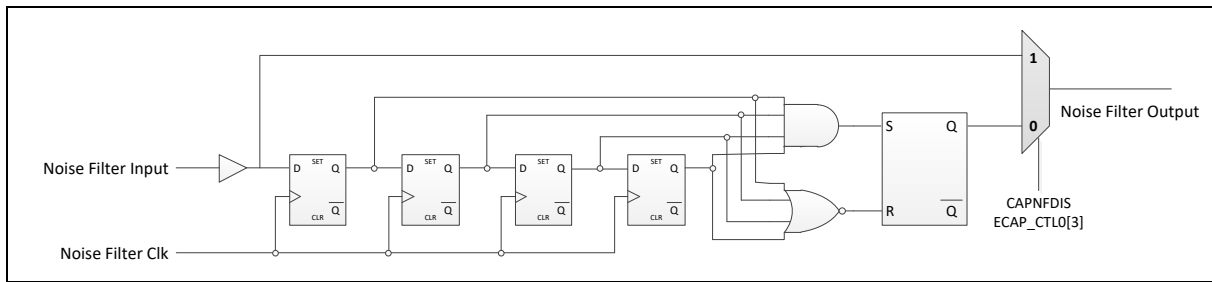 1
Noise Filter Output
S Q
0
SET SET SET SET
Noise Filter Input
D Q D Q D Q D Q
R Q
Q Q Q Q
CLR CLR CLR CLR
CAPNFDIS
ECAP_CTL0[3]
Noise Filter Clk